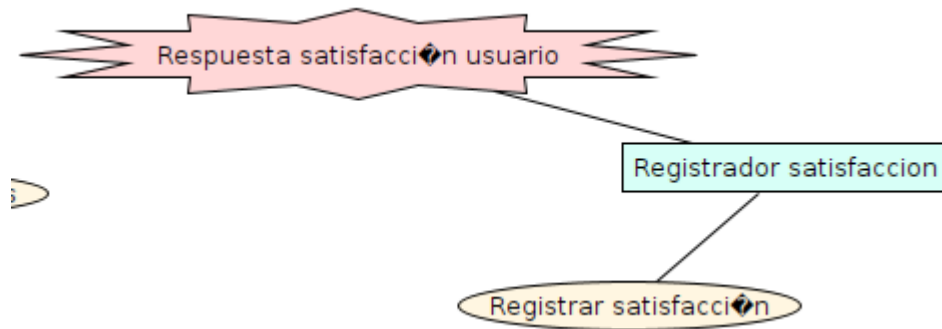 Respuesta satisfacci�n usuario
Registrador satisfaccion
s
Registrar satisfacci�n